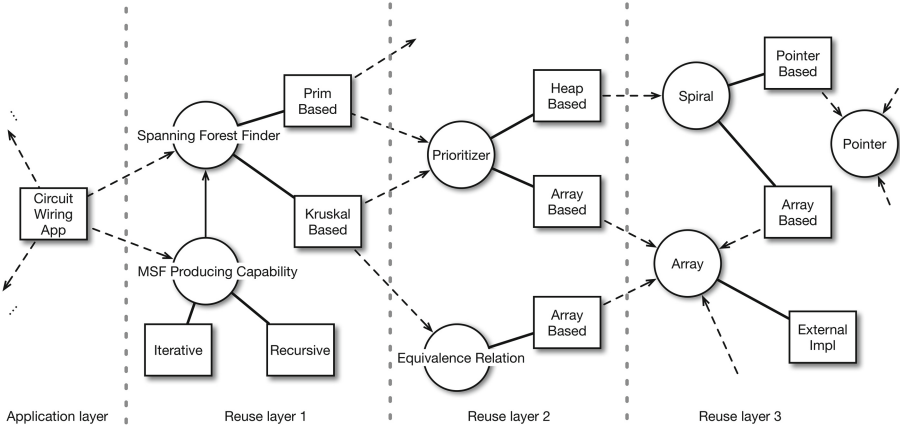 ...
Circuit
Wiring
App
...
Application layer
Spanning Forest Finder
Prim
Based
Kruskal
Based
MSF Producing Capability
Iterative
Recursive
Reuse layer 1
Prioritizer
Heap
Based
Array
Based
Array
Based
Equivalence Relation
Reuse layer 2
Spiral
Pointer
Based
Pointer
Array
Based
Array
External
Impl
Reuse layer 3